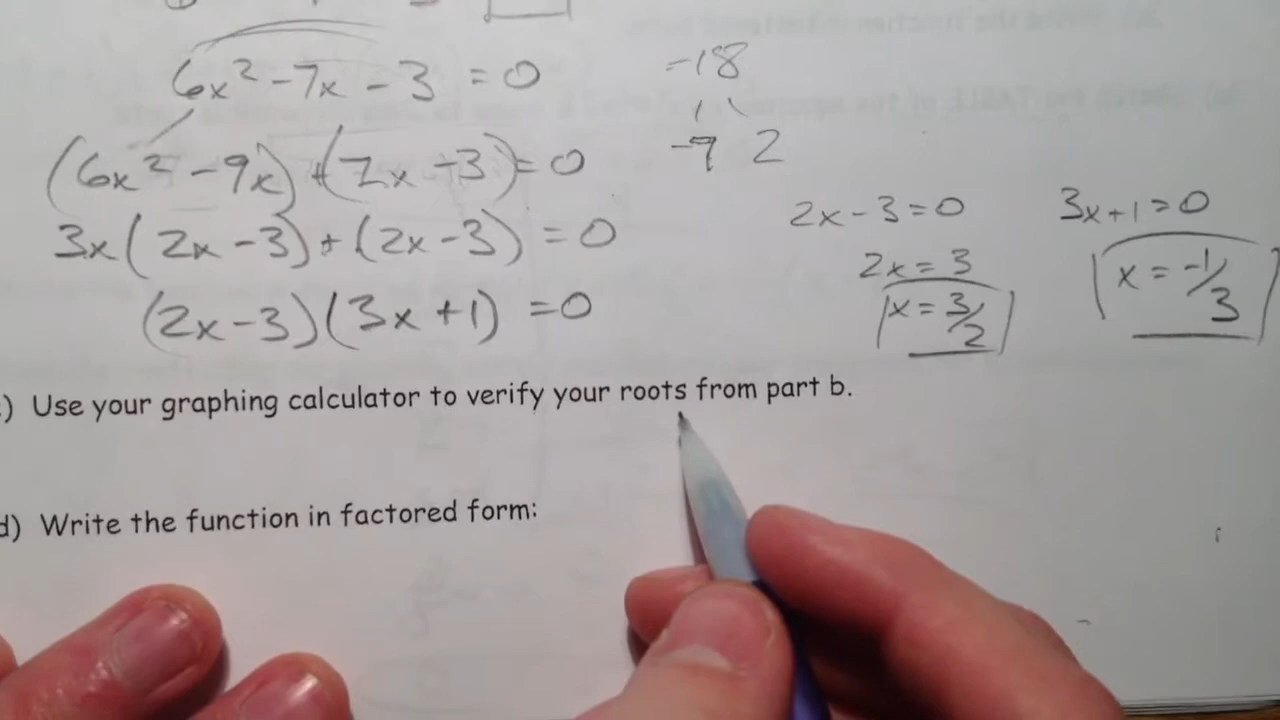 6x² - 7x - 3 = 0
-18
(6x² - 9x) + (2x - 3) = 0
-9 2
3x(2x - 3) + (2x - 3) = 0
2x - 3 = 0
3x + 1 = 0
2x = 3
x = -1/3
(2x - 3)(3x + 1) = 0
x = 3/2
) Use your graphing calculator to verify your roots from part b.
d) Write the function in factored form: